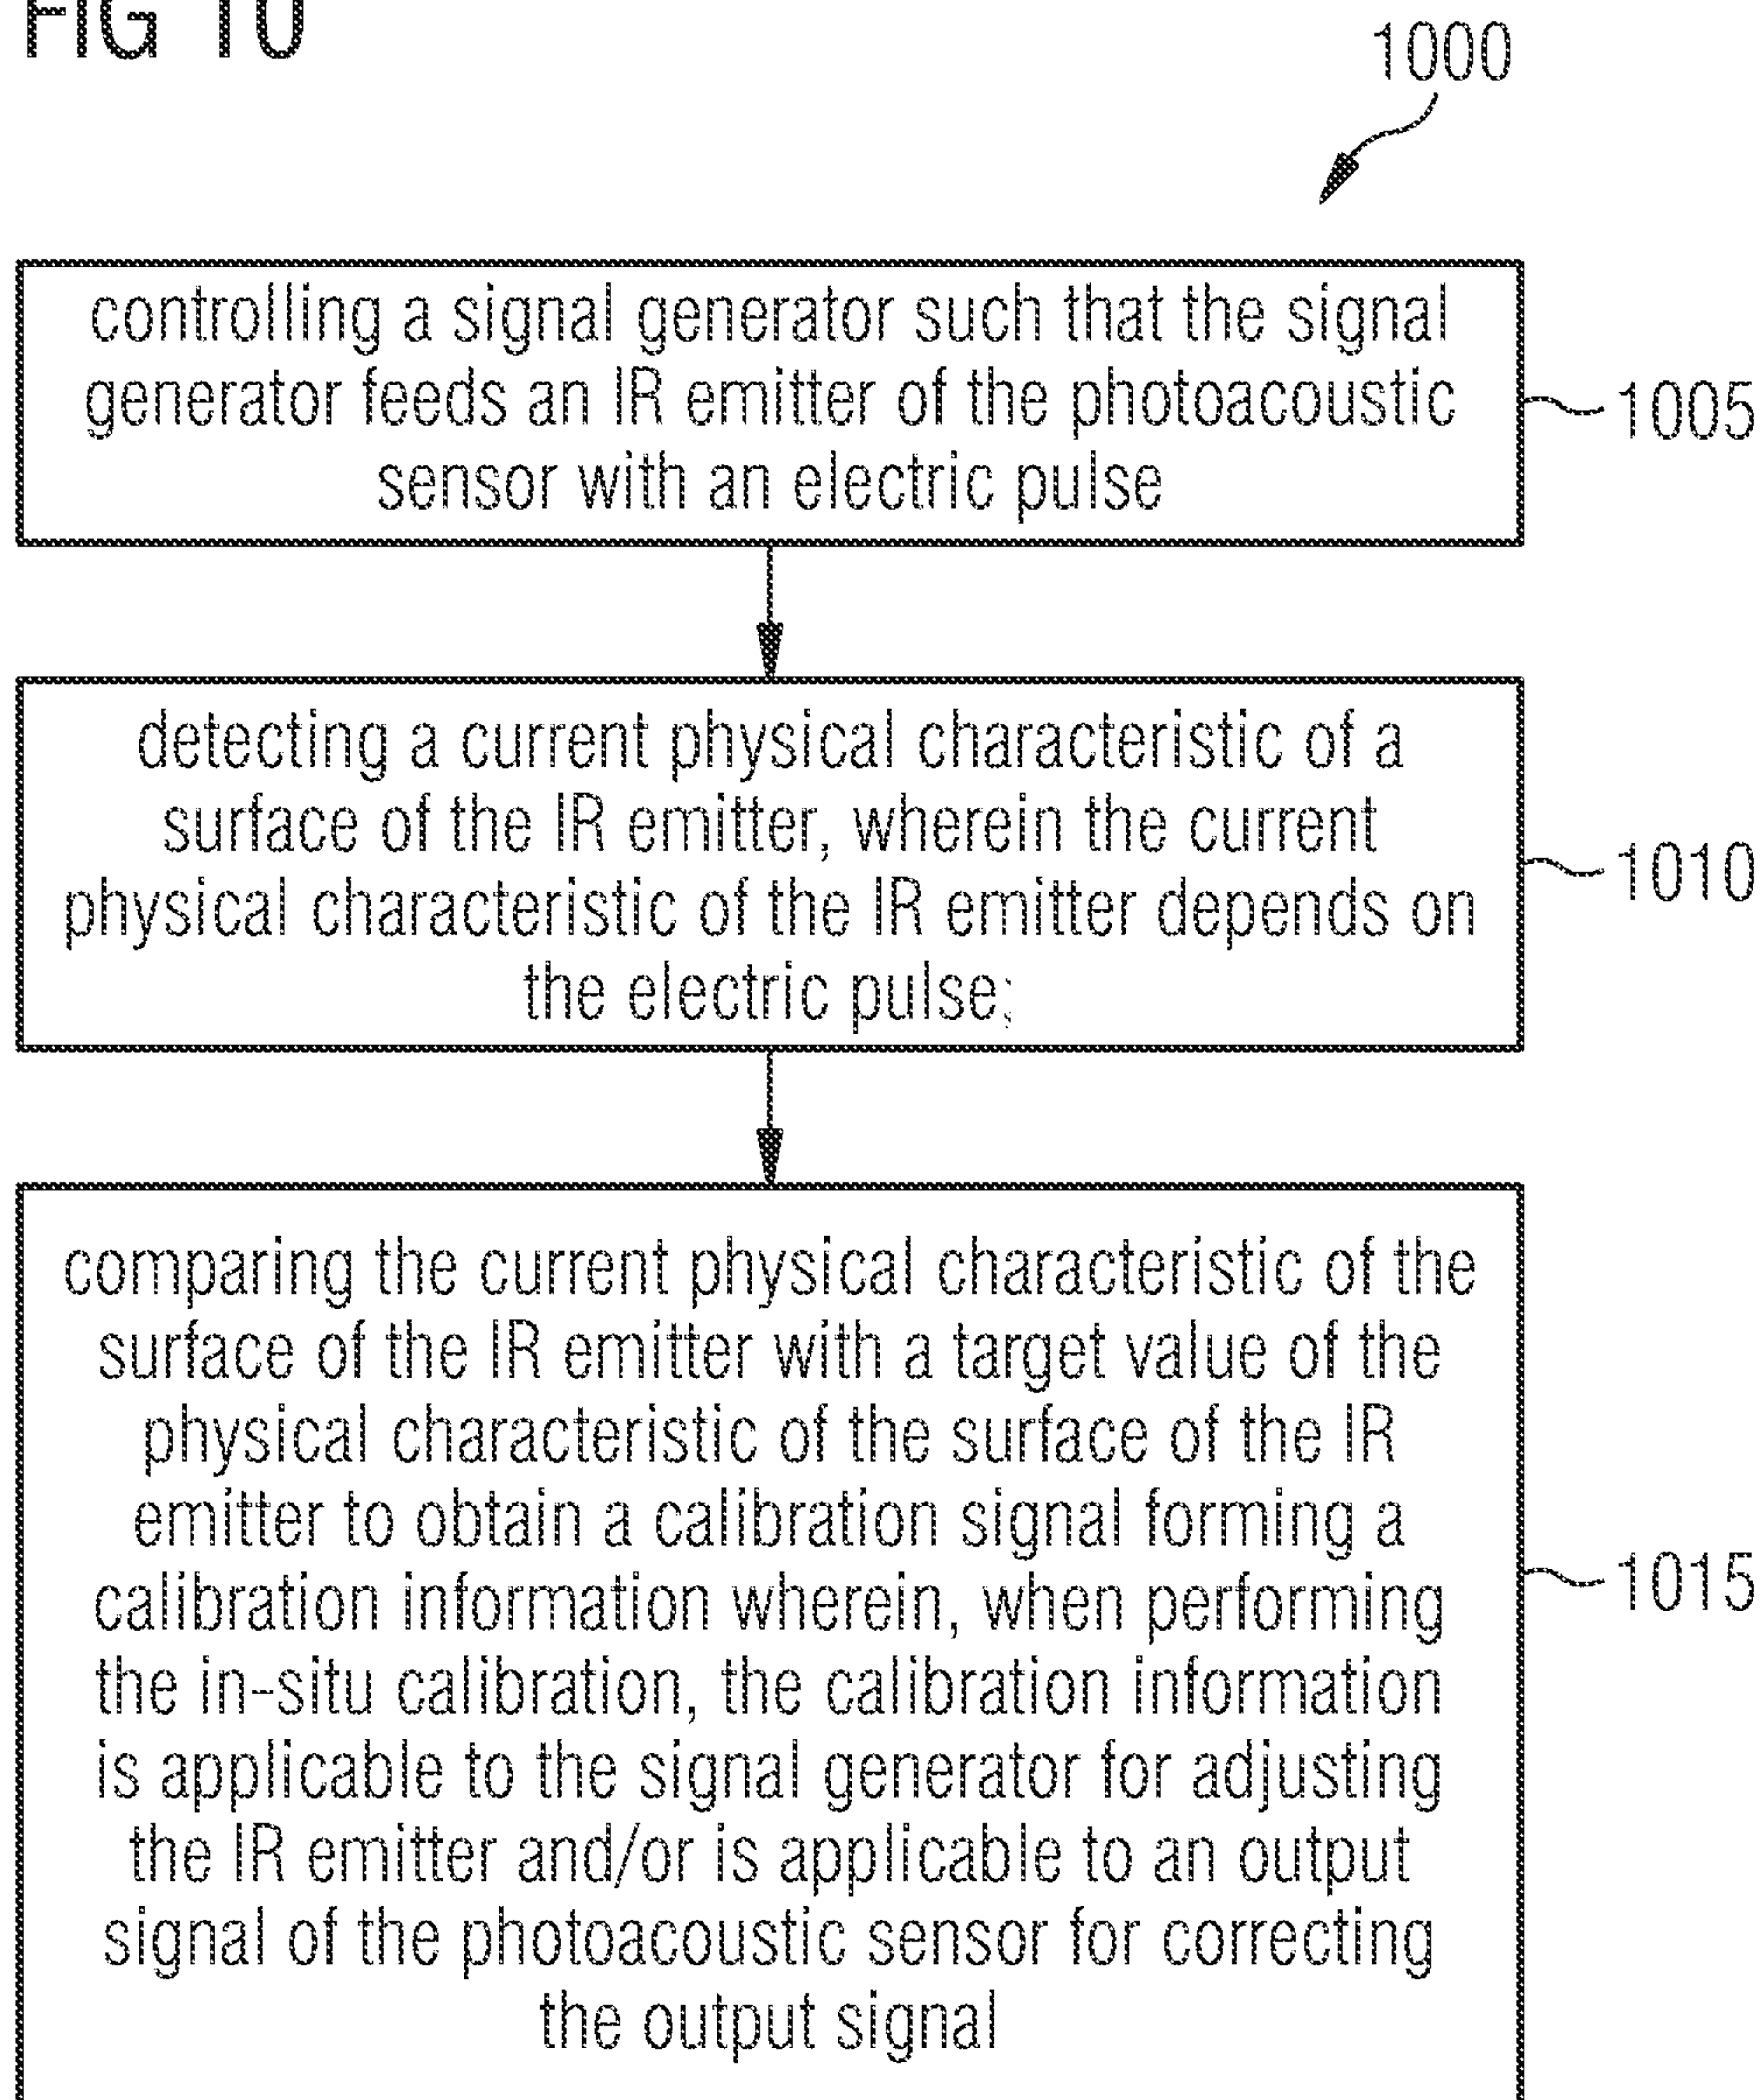 FIG 10
1000
controlling a signal generator such that the signal
generator feeds an IR emitter of the photoacoustic
sensor with an electric pulse
1005
detecting a current physical characteristic of a
surface of the IR emitter, wherein the current
physical characteristic of the IR emitter depends on
the electric pulse;
1010
comparing the current physical characteristic of the
surface of the IR emitter with a target value of the
physical characteristic of the surface of the IR
emitter to obtain a calibration signal forming a
calibration information wherein, when performing
the in-situ calibration, the calibration information
is applicable to the signal generator for adjusting
the IR emitter and/or is applicable to an output
signal of the photoacoustic sensor for correcting
the output signal
1015